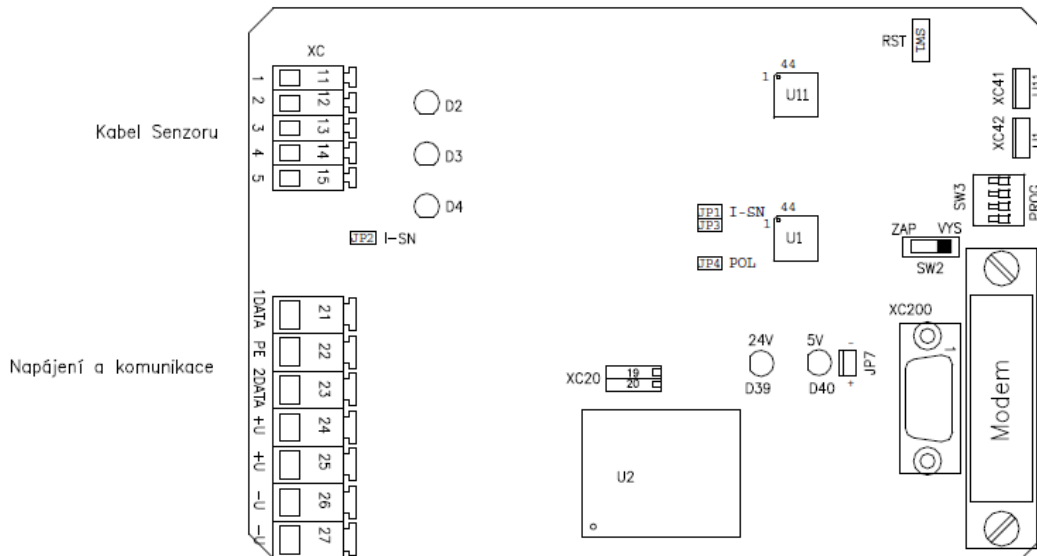 XC
1 11
2 12
3 13
4 14
5 15
Kabel Senzoru
D2
D3
D4
JP2 I-SN
RST SW1
44
1
U11
XC41 U11
XC42 U1
SW3 PROG
JP1 I-SN
JP3
44
1
U1
JP4 POL
ZAP VYS
SW2
Napájení a komunikace
1DATA 21
PE 22
2DATA 23
+U 24
+U 25
-U 26
-U 27
XC20
19
20
24V
D39
5V
D40
-
+
JP7
XC200
1
Modem
U2